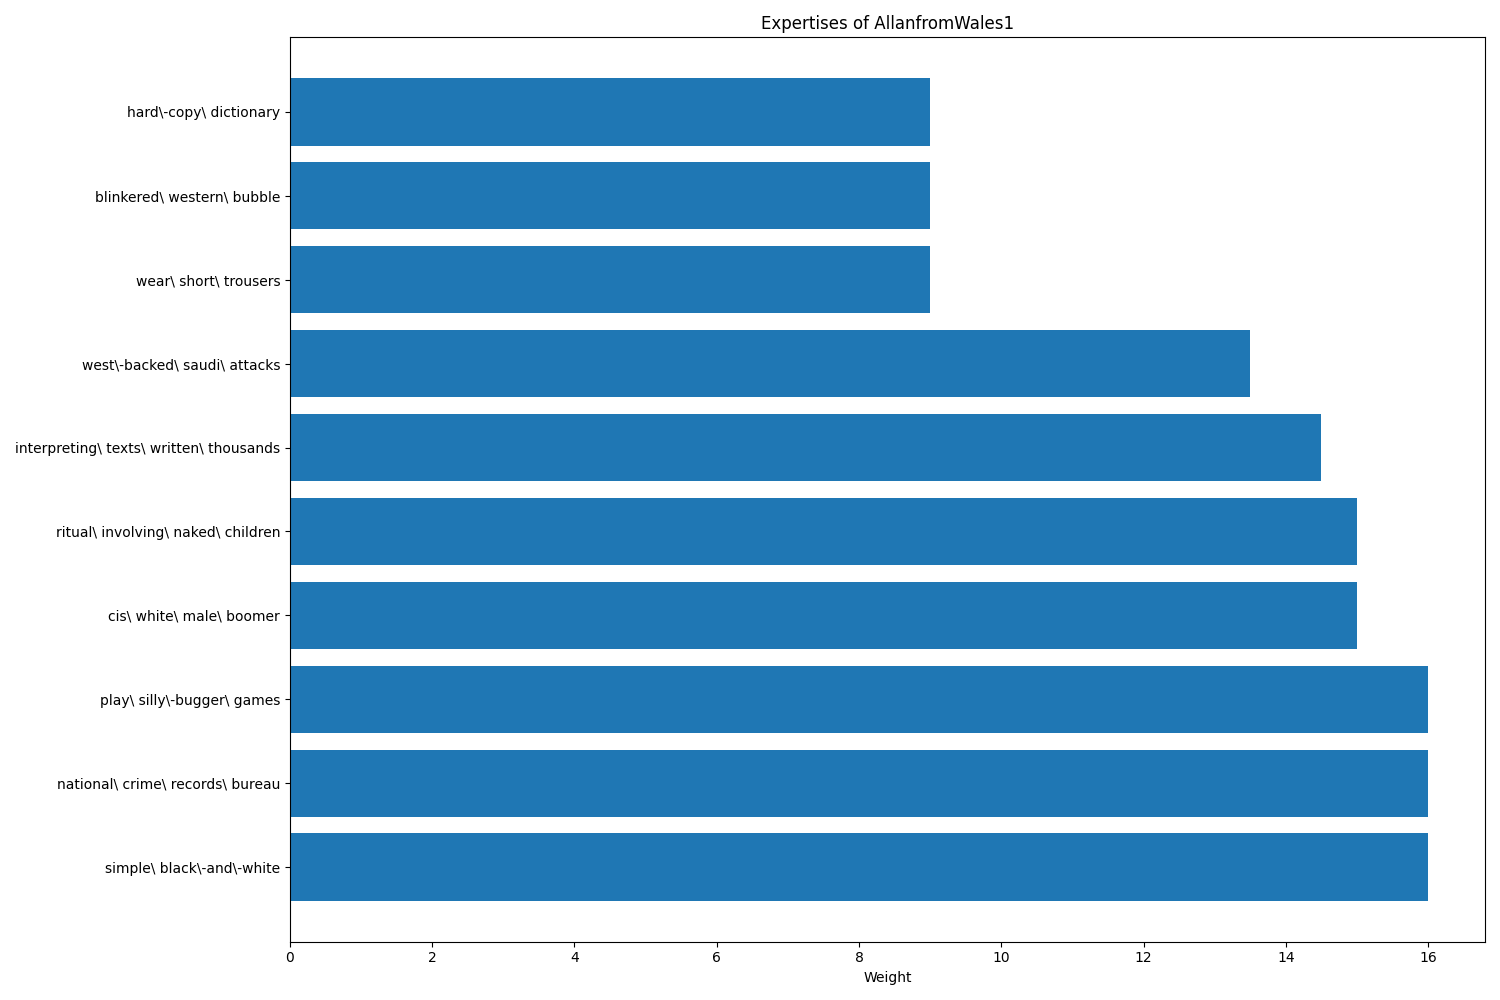 Expertises of AllanfromWales1
hard\-copy\ dictionary
blinkered\ western\ bubble
wear\ short\ trousers
west\-backed\ saudi\ attacks
interpreting\ texts\ written\ thousands
ritual\ involving\ naked\ children
cis\ white\ male\ boomer
play\ silly\-bugger\ games
national\ crime\ records\ bureau
simple\ black\-and\-white
0 2 4 6 8 10 12 14 16
Weight